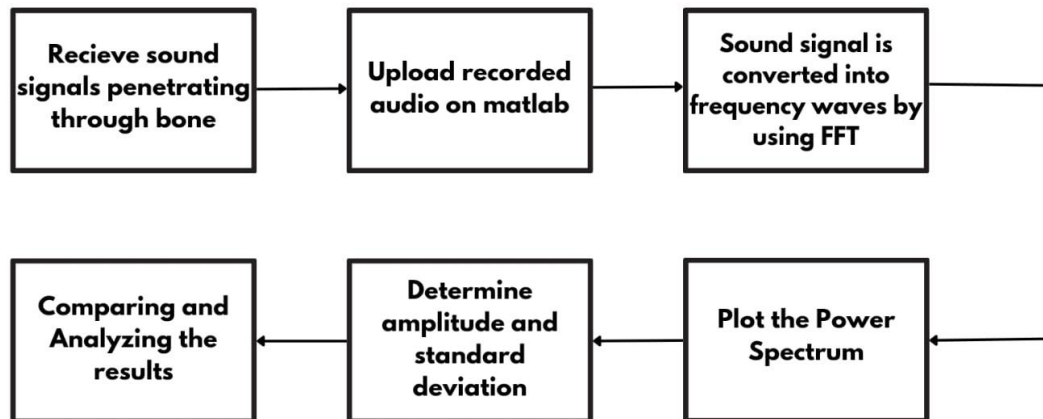 Recieve sound
signals penetrating
through bone
Upload recorded
audio on matlab
Sound signal is
converted into
frequency waves by
using FFT
Plot the Power
Spectrum
Determine
amplitude and
standard
deviation
Comparing and
Analyzing the
results